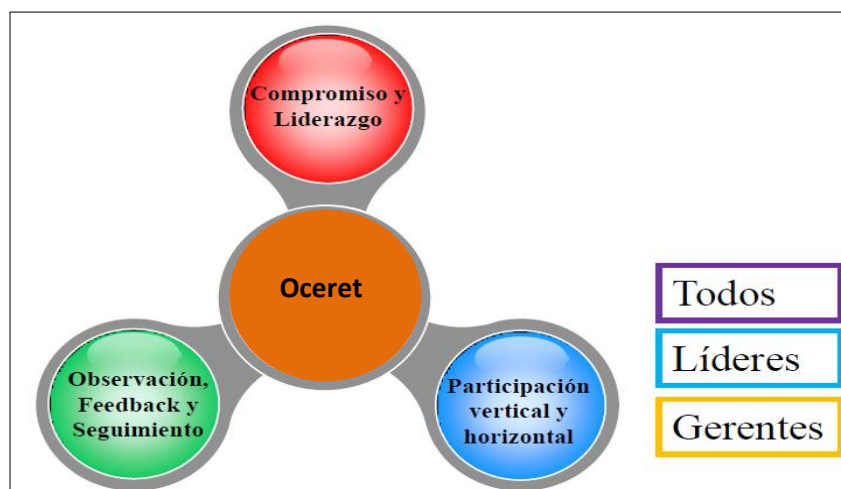 Compromiso y
Liderazgo
Oceret
Observación,
Feedback y
Seguimiento
Participación
vertical y
horizontal
Todos
Líderes
Gerentes